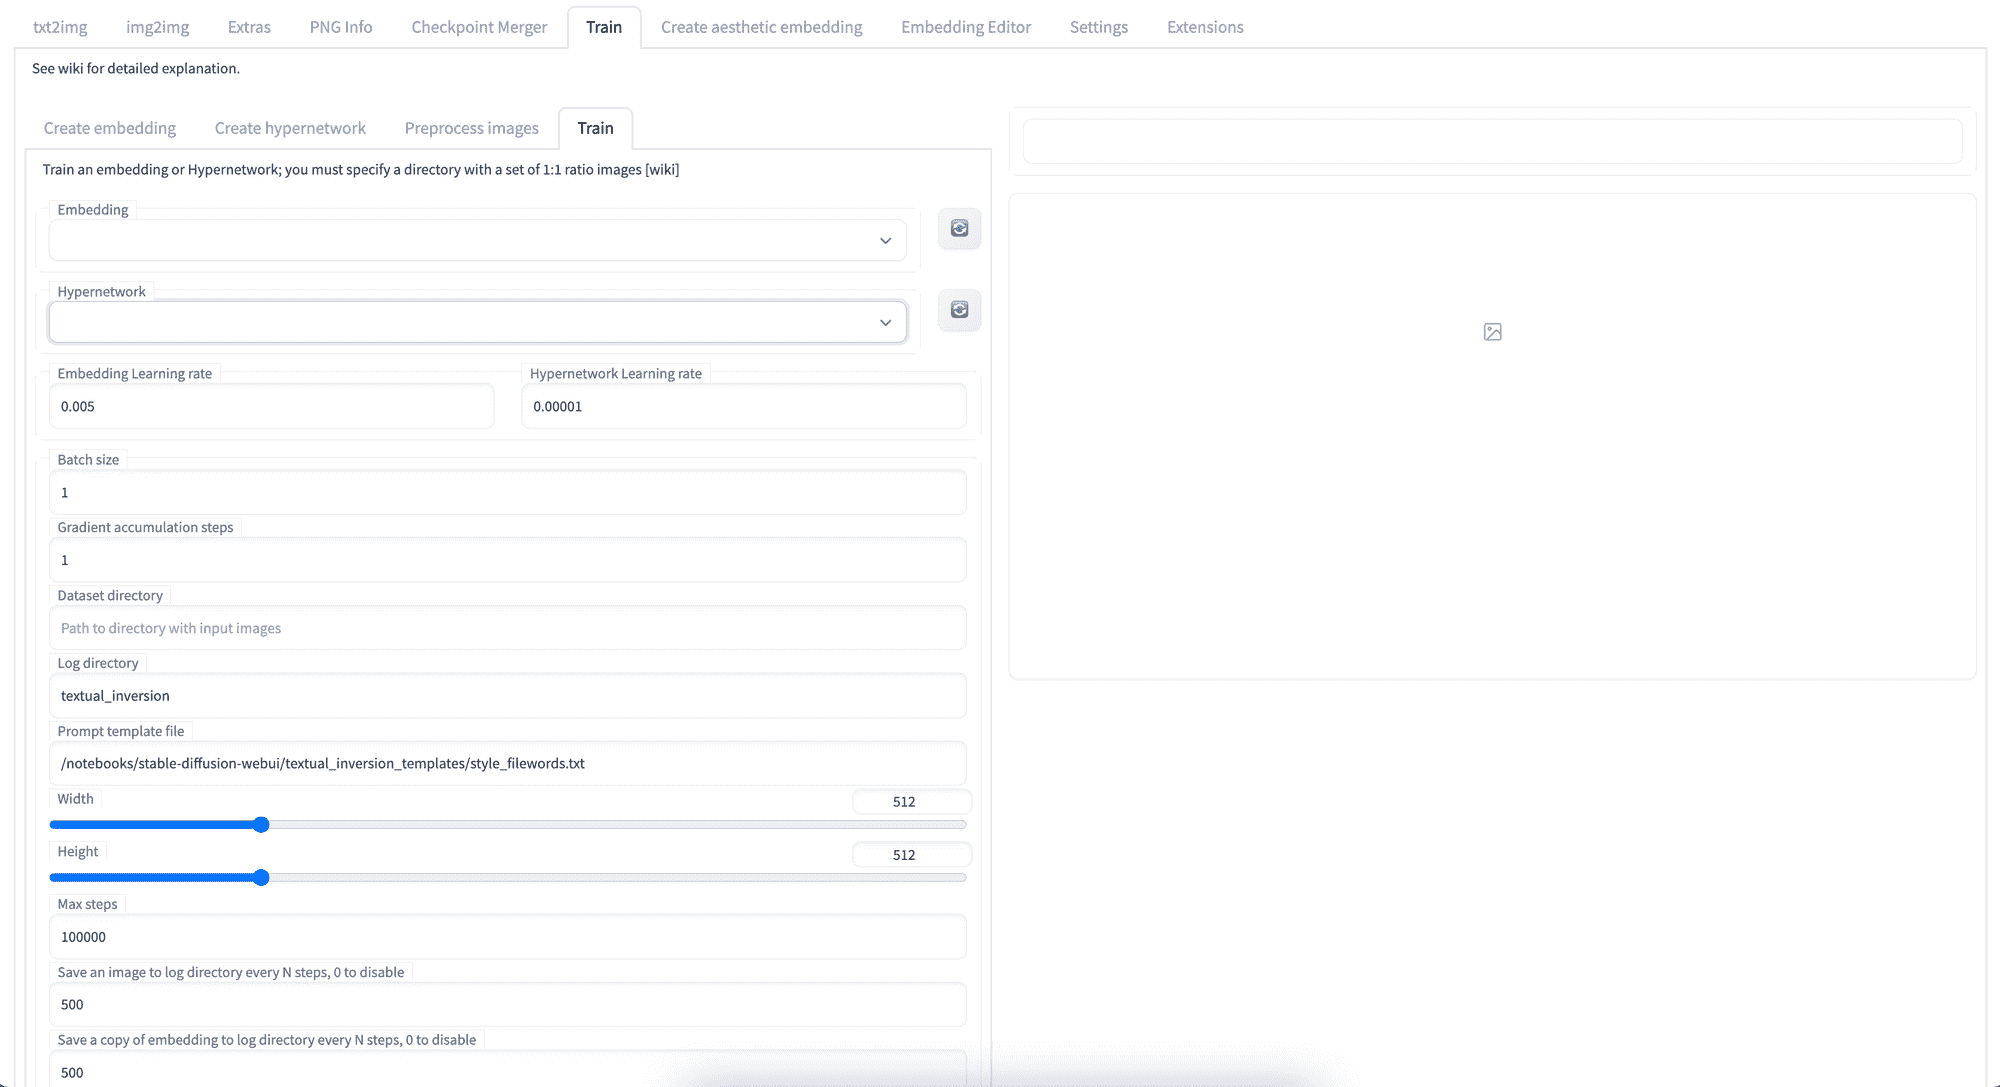 txt2img img2img Extras PNG Info Checkpoint Merger Train Create aesthetic embedding Embedding Editor Settings Extensions
See wiki for detailed explanation.
Create embedding Create hypernetwork Preprocess images Train
Train an embedding or Hypernetwork; you must specify a directory with a set of 1:1 ratio images [wiki]
Embedding
Hypernetwork
Embedding Learning rate Hypernetwork Learning rate
0.005 0.00001
Batch size
1
Gradient accumulation steps
1
Dataset directory
Path to directory with input images
Log directory
textual_inversion
Prompt template file
/notebooks/stable-diffusion-webui/textual_inversion_templates/style_filewords.txt
Width 512
Height 512
Max steps
100000
Save an image to log directory every N steps, 0 to disable
500
Save a copy of embedding to log directory every N steps, 0 to disable
500